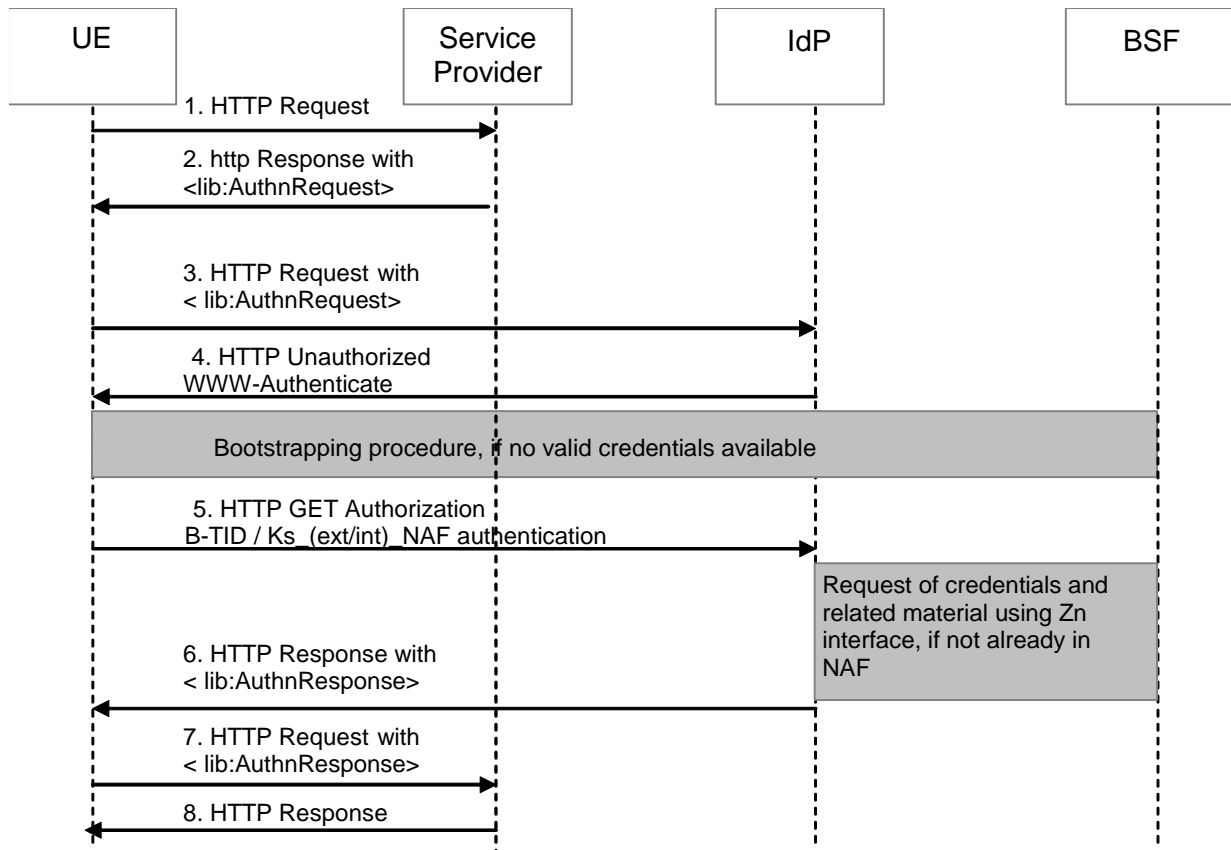 UE
Service
Provider
IdP
BSF
1. HTTP Request
2. http Response with
<lib:AuthnRequest>
3. HTTP Request with
< lib:AuthnRequest>
4. HTTP Unauthorized
WWW-Authenticate
Bootstrapping procedure, if no valid credentials available
5. HTTP GET Authorization
B-TID / Ks_(ext/int)_NAF authentication
Request of credentials and
related material using Zn
interface, if not already in
NAF
6. HTTP Response with
< lib:AuthnResponse>
7. HTTP Request with
< lib:AuthnResponse>
8. HTTP Response